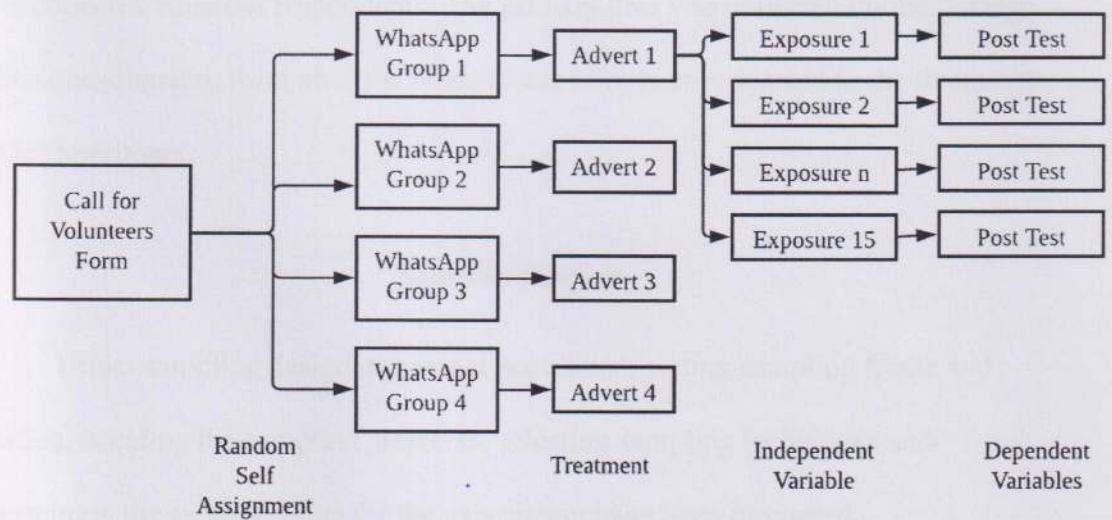 WhatsApp
Group 1
Advert 1
Exposure 1
Post Test
Exposure 2
Post Test
WhatsApp
Group 2
Advert 2
Exposure n
Post Test
Call for
Volunteers
Form
Exposure 15
Post Test
WhatsApp
Group 3
Advert 3
WhatsApp
Group 4
Advert 4
Random
Self
Assignment
Treatment
Independent
Variable
Dependent
Variables